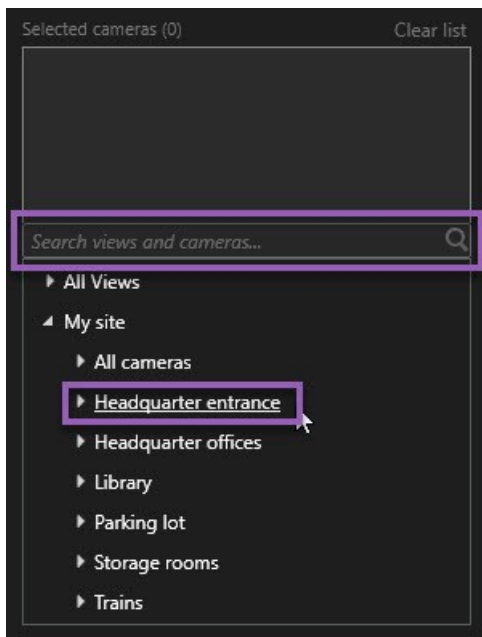 Selected cameras (0) Clear list
Search views and cameras...
All Views
My site
All cameras
Headquarter entrance
Headquarter offices
Library
Parking lot
Storage rooms
Trains